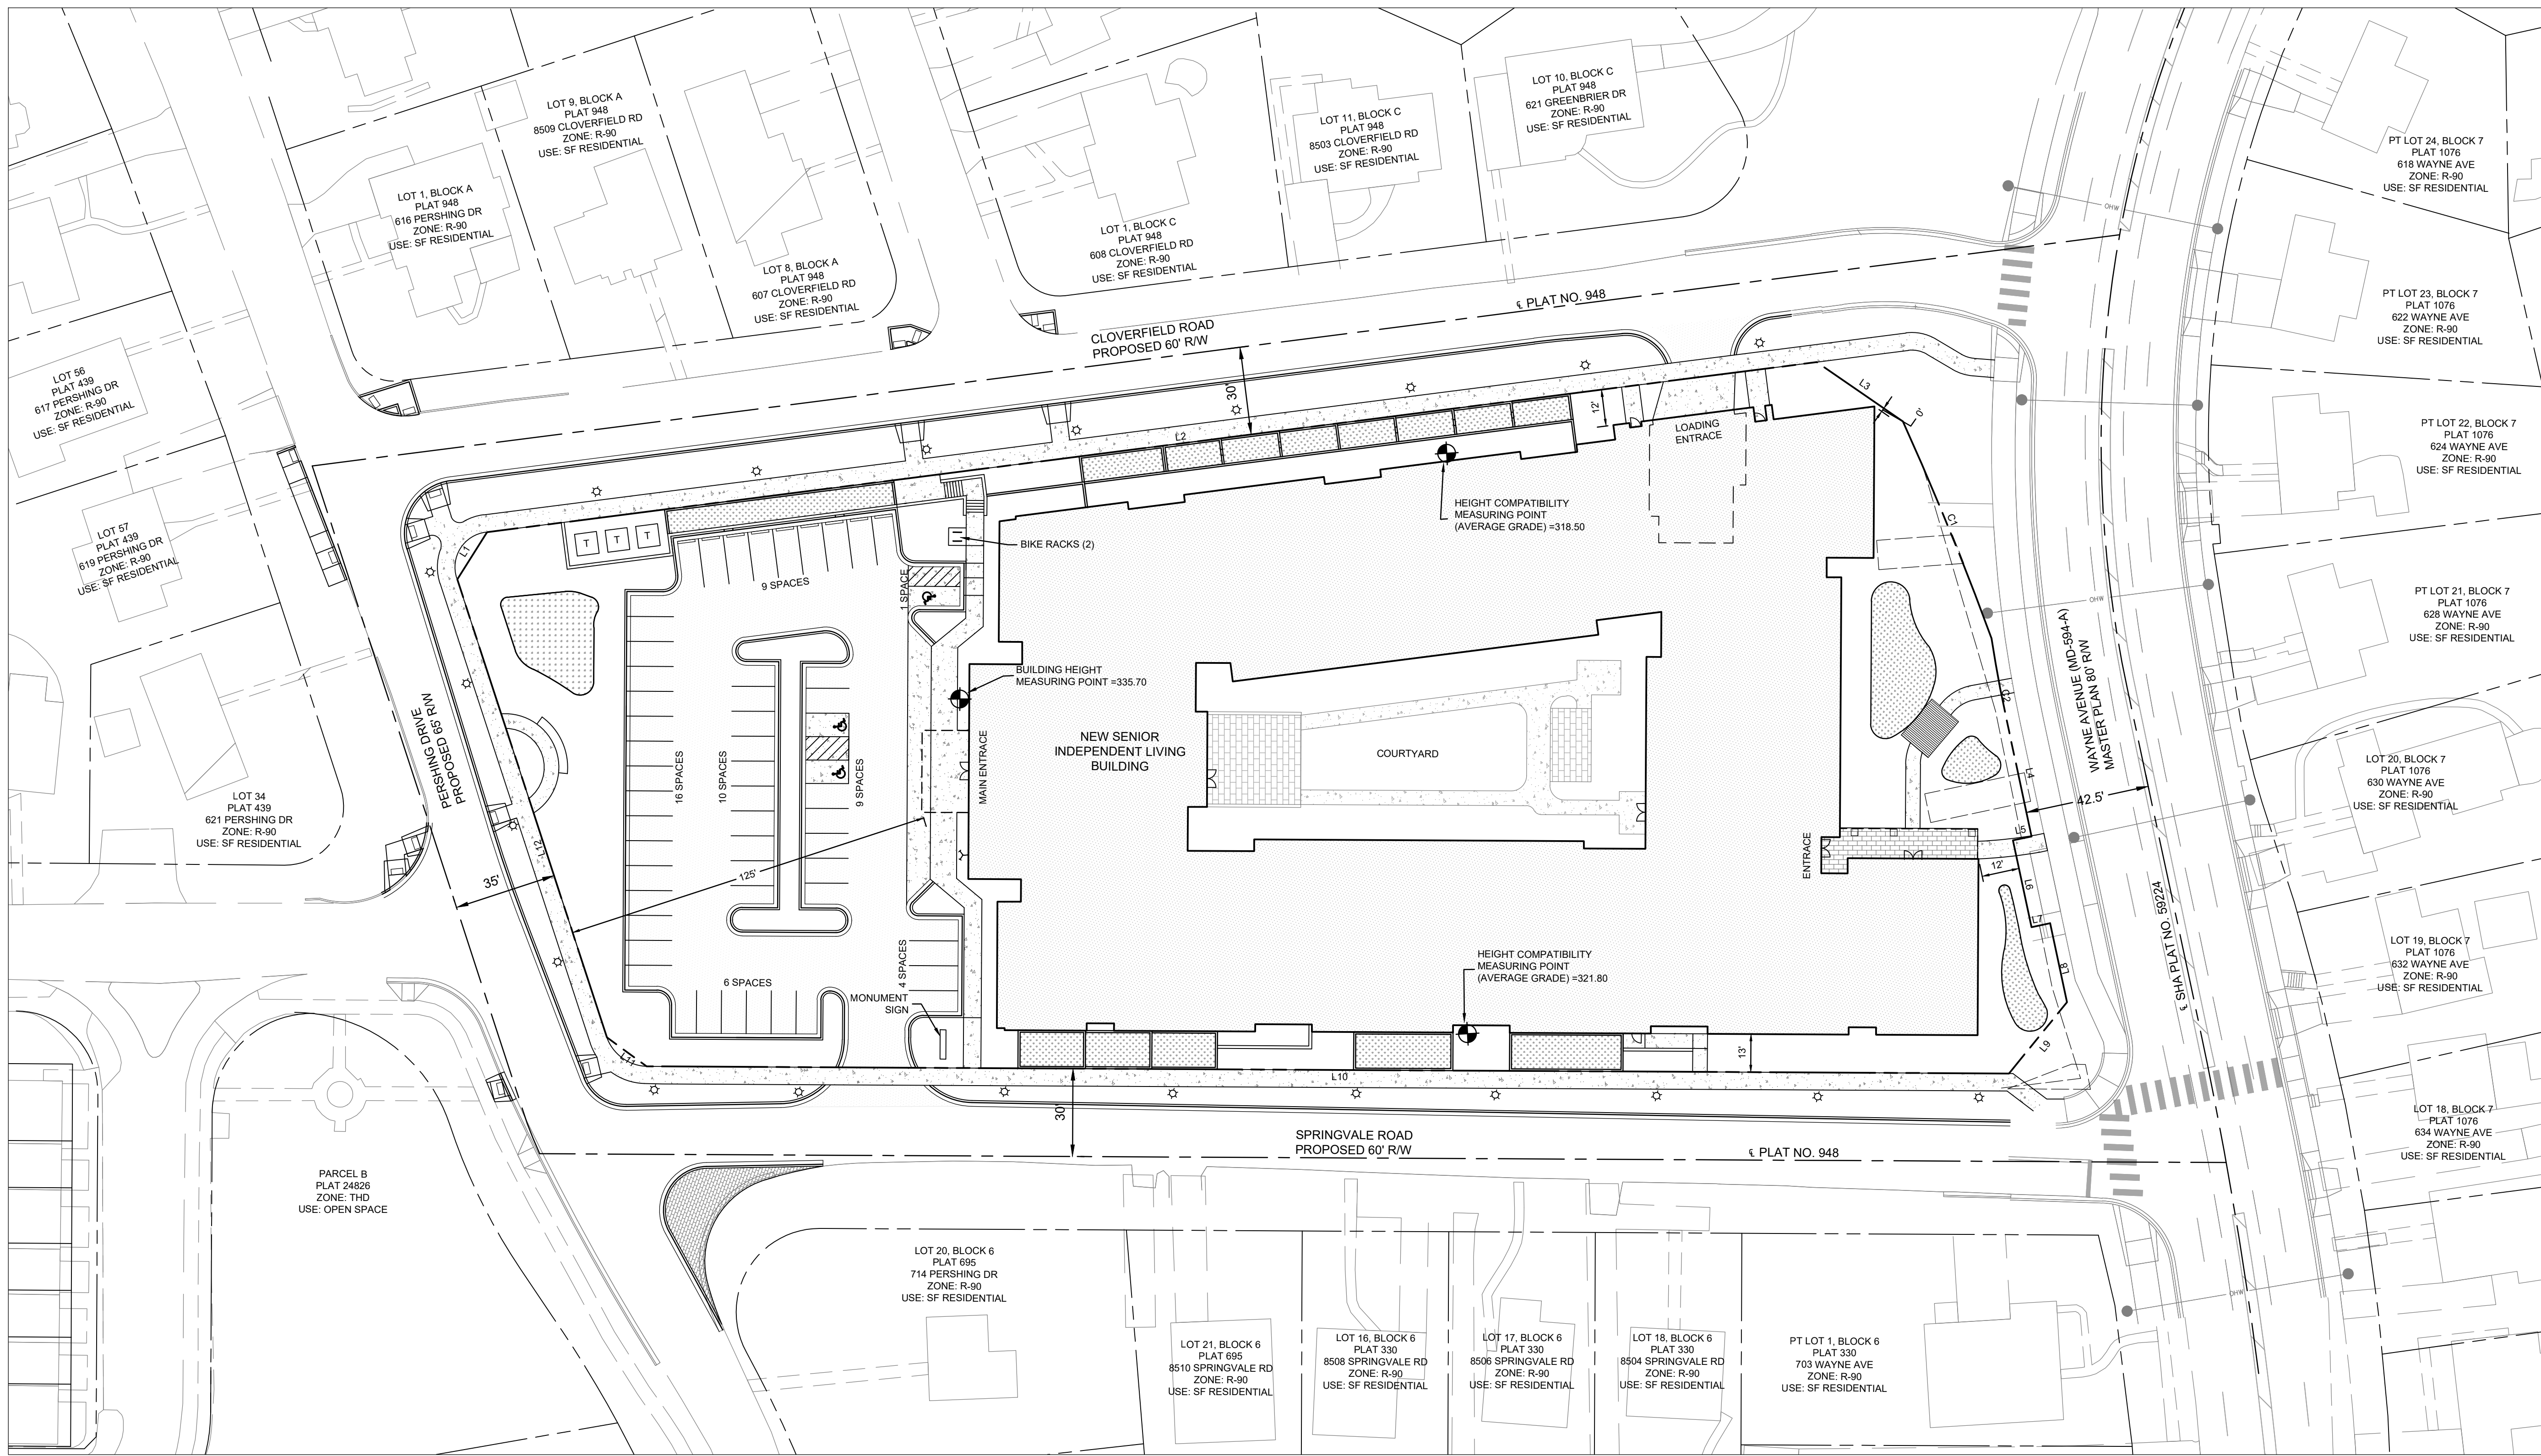 LOT 9, BLOCK A
PLAT 948
8509 CLOVERFIELD RD
ZONE: R-90
USE: SF RESIDENTIAL
LOT 1, BLOCK A
PLAT 948
616 PERSHING DR
ZONE: R-90
USE: SF RESIDENTIAL
LOT 8, BLOCK A
PLAT 948
607 CLOVERFIELD RD
ZONE: R-90
USE: SF RESIDENTIAL
LOT 1, BLOCK C
PLAT 948
608 CLOVERFIELD RD
ZONE: R-90
USE: SF RESIDENTIAL
LOT 11, BLOCK C
PLAT 948
8503 CLOVERFIELD RD
ZONE: R-90
USE: SF RESIDENTIAL
LOT 10, BLOCK C
PLAT 948
621 GREENBRIER DR
ZONE: R-90
USE: SF RESIDENTIAL
PT LOT 24, BLOCK 7
PLAT 1076
618 WAYNE AVE
ZONE: R-90
USE: SF RESIDENTIAL
OHW
PT LOT 23, BLOCK 7
PLAT 1076
622 WAYNE AVE
ZONE: R-90
USE: SF RESIDENTIAL
PT LOT 22, BLOCK 7
PLAT 1076
624 WAYNE AVE
ZONE: R-90
USE: SF RESIDENTIAL
PT LOT 21, BLOCK 7
PLAT 1076
628 WAYNE AVE
ZONE: R-90
USE: SF RESIDENTIAL
OHW
LOT 20, BLOCK 7
PLAT 1076
630 WAYNE AVE
ZONE: R-90
USE: SF RESIDENTIAL
LOT 19, BLOCK 7
PLAT 1076
632 WAYNE AVE
ZONE: R-90
USE: SF RESIDENTIAL
LOT 18, BLOCK 7
PLAT 1076
634 WAYNE AVE
ZONE: R-90
USE: SF RESIDENTIAL
OHW
LOT 56
PLAT 439
617 PERSHING DR
ZONE: R-90
USE: SF RESIDENTIAL
LOT 57
PLAT 439
619 PERSHING DR
ZONE: R-90
USE: SF RESIDENTIAL
LOT 34
PLAT 439
621 PERSHING DR
ZONE: R-90
USE: SF RESIDENTIAL
CLOVERFIELD ROAD
PROPOSED 60' R/W
℄ PLAT NO. 948
30'
12'
L2
L3
0'
LOADING
ENTRACE
HEIGHT COMPATIBILITY
MEASURING POINT
(AVERAGE GRADE) =318.50
BIKE RACKS (2)
T
T
T
L1
9 SPACES
1 SPACE
BUILDING HEIGHT
MEASURING POINT =335.70
PERSHING DRIVE
PROPOSED 65' R/W
16 SPACES
10 SPACES
9 SPACES
MAIN ENTRACE
NEW SENIOR
INDEPENDENT LIVING
BUILDING
COURTYARD
C1
C2
WAYNE AVENUE (MD-594-A)
MASTER PLAN 80' R/W
L4
42.5'
L5
ENTRACE
12'
L6
L7
L8
L9
℄ SHA PLAT NO. 59224
L12
35'
125'
6 SPACES
4 SPACES
MONUMENT
SIGN
HEIGHT COMPATIBILITY
MEASURING POINT
(AVERAGE GRADE) =321.80
13'
L11
L10
30'
SPRINGVALE ROAD
PROPOSED 60' R/W
℄ PLAT NO. 948
PARCEL B
PLAT 24826
ZONE: THD
USE: OPEN SPACE
LOT 20, BLOCK 6
PLAT 695
714 PERSHING DR
ZONE: R-90
USE: SF RESIDENTIAL
LOT 21, BLOCK 6
PLAT 695
8510 SPRINGVALE RD
ZONE: R-90
USE: SF RESIDENTIAL
LOT 16, BLOCK 6
PLAT 330
8508 SPRINGVALE RD
ZONE: R-90
USE: SF RESIDENTIAL
LOT 17, BLOCK 6
PLAT 330
8506 SPRINGVALE RD
ZONE: R-90
USE: SF RESIDENTIAL
LOT 18, BLOCK 6
PLAT 330
8504 SPRINGVALE RD
ZONE: R-90
USE: SF RESIDENTIAL
PT LOT 1, BLOCK 6
PLAT 330
703 WAYNE AVE
ZONE: R-90
USE: SF RESIDENTIAL